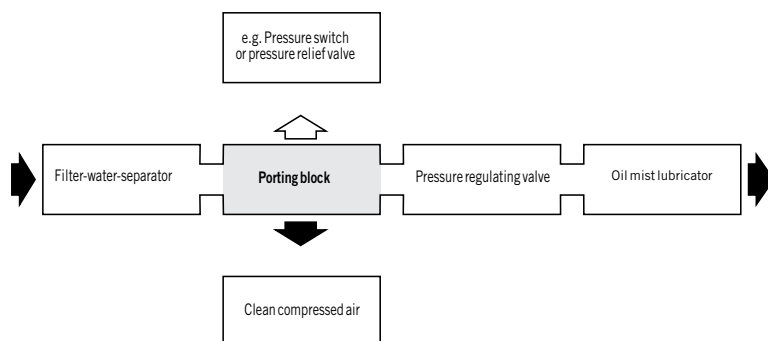 e.g. Pressure switch
or pressure relief valve
Filter-water-separator
Porting block
Pressure regulating valve
Oil mist lubricator
Clean compressed air